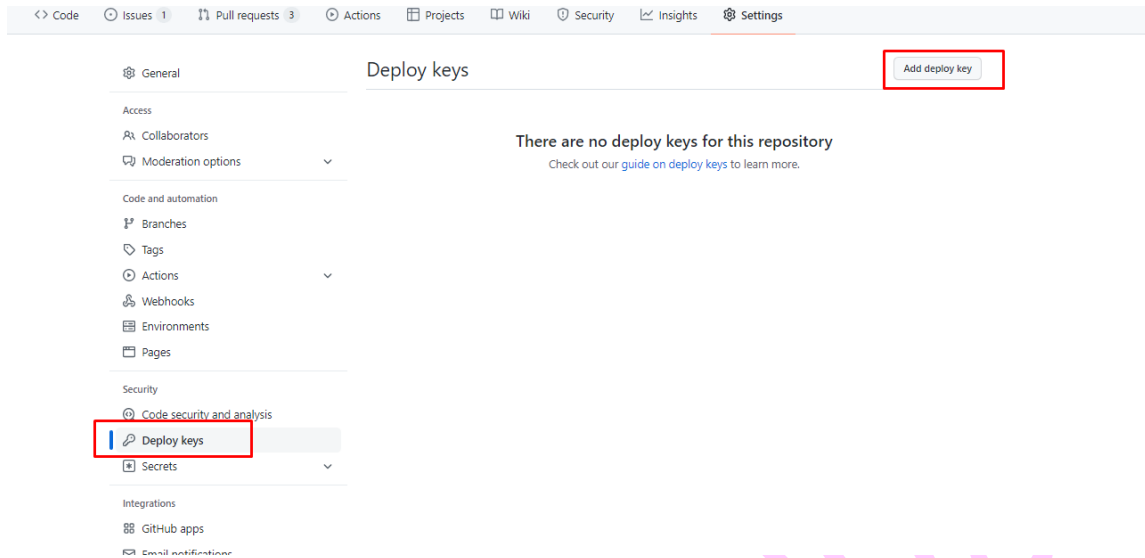 Code Issues 1 Pull requests 3 Actions Projects Wiki Security Insights Settings
General
Access
Collaborators
Moderation options
Code and automation
Branches
Tags
Actions
Webhooks
Environments
Pages
Security
Code security and analysis
Deploy keys
Secrets
Integrations
GitHub apps
Email notifications
Deploy keys
Add deploy key
There are no deploy keys for this repository
Check out our guide on deploy keys to learn more.